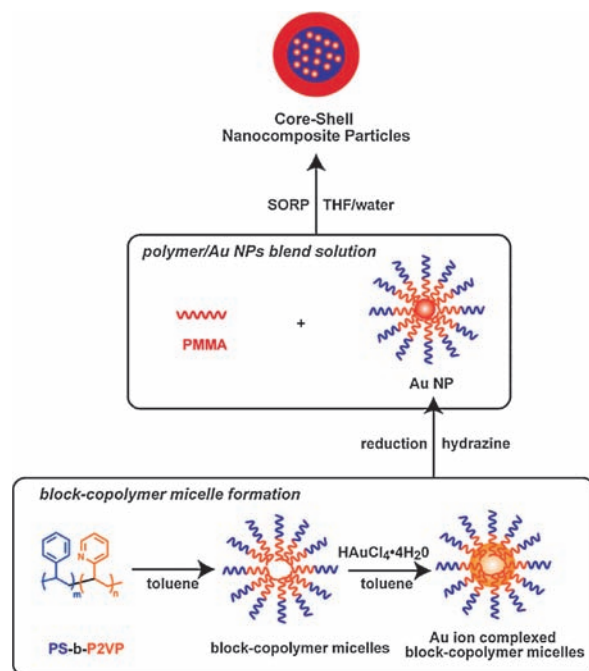 Core-Shell
Nanocomposite Particles
SORP THF/water
polymer/Au NPs blend solution
+
PMMA
Au NP
reduction hydrazine
block-copolymer micelle formation
N
m n
toluene
HAuCl4•4H20
toluene
PS-b-P2VP
block-copolymer micelles
Au ion complexed
block-copolymer micelles